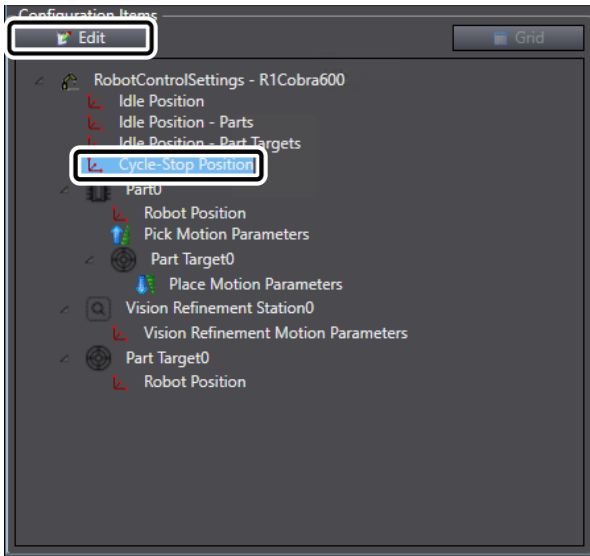 Configuration Items
Edit
Grid
RobotControlSettings - R1Cobra600
Idle Position
Idle Position - Parts
Idle Position - Part Targets
Cycle-Stop Position
Part0
Robot Position
Pick Motion Parameters
Part Target0
Place Motion Parameters
Vision Refinement Station0
Vision Refinement Motion Parameters
Part Target0
Robot Position